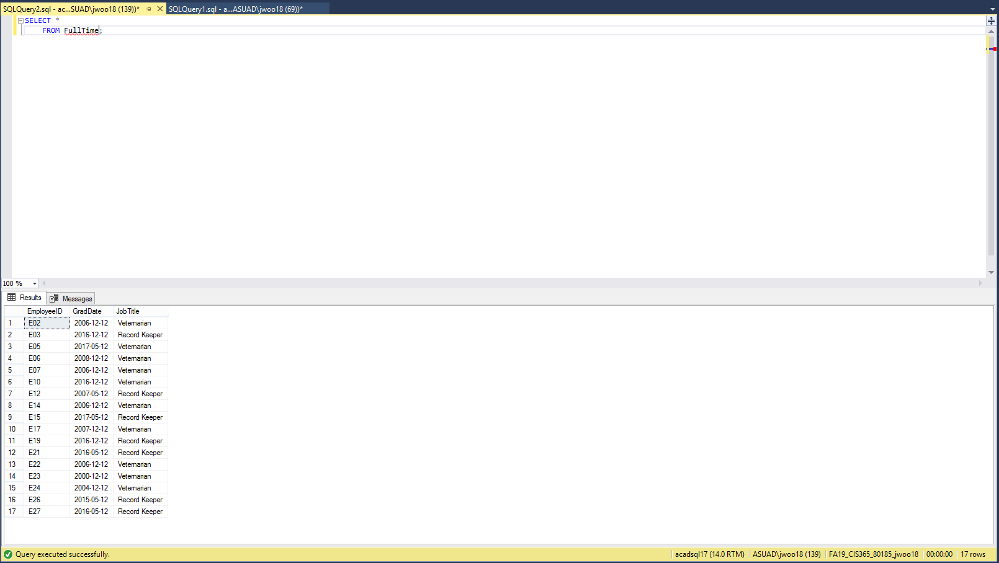 SQLQuery2.sql - ac...SUAD\jwoo18 (139))* SQLQuery1.sql - a...ASUAD\jwoo18 (69))*
SELECT *
FROM FullTime;
100 %
Results Messages
EmployeeID GradDate JobTitle
1 E02 2006-12-12 Veternarian
2 E03 2016-12-12 Record Keeper
3 E05 2017-05-12 Veternarian
4 E06 2008-12-12 Veternarian
5 E07 2006-12-12 Veternarian
6 E10 2016-12-12 Veternarian
7 E12 2007-05-12 Record Keeper
8 E14 2006-12-12 Veternarian
9 E15 2017-05-12 Record Keeper
10 E17 2007-12-12 Veternarian
11 E19 2016-12-12 Record Keeper
12 E21 2016-05-12 Record Keeper
13 E22 2006-12-12 Veternarian
14 E23 2000-12-12 Veternarian
15 E24 2004-12-12 Veternarian
16 E26 2015-05-12 Record Keeper
17 E27 2016-05-12 Record Keeper
Query executed successfully. acadsql17 (14.0 RTM) ASUAD\jwoo18 (139) FA19_CIS365_80185_jwoo18 00:00:00 17 rows